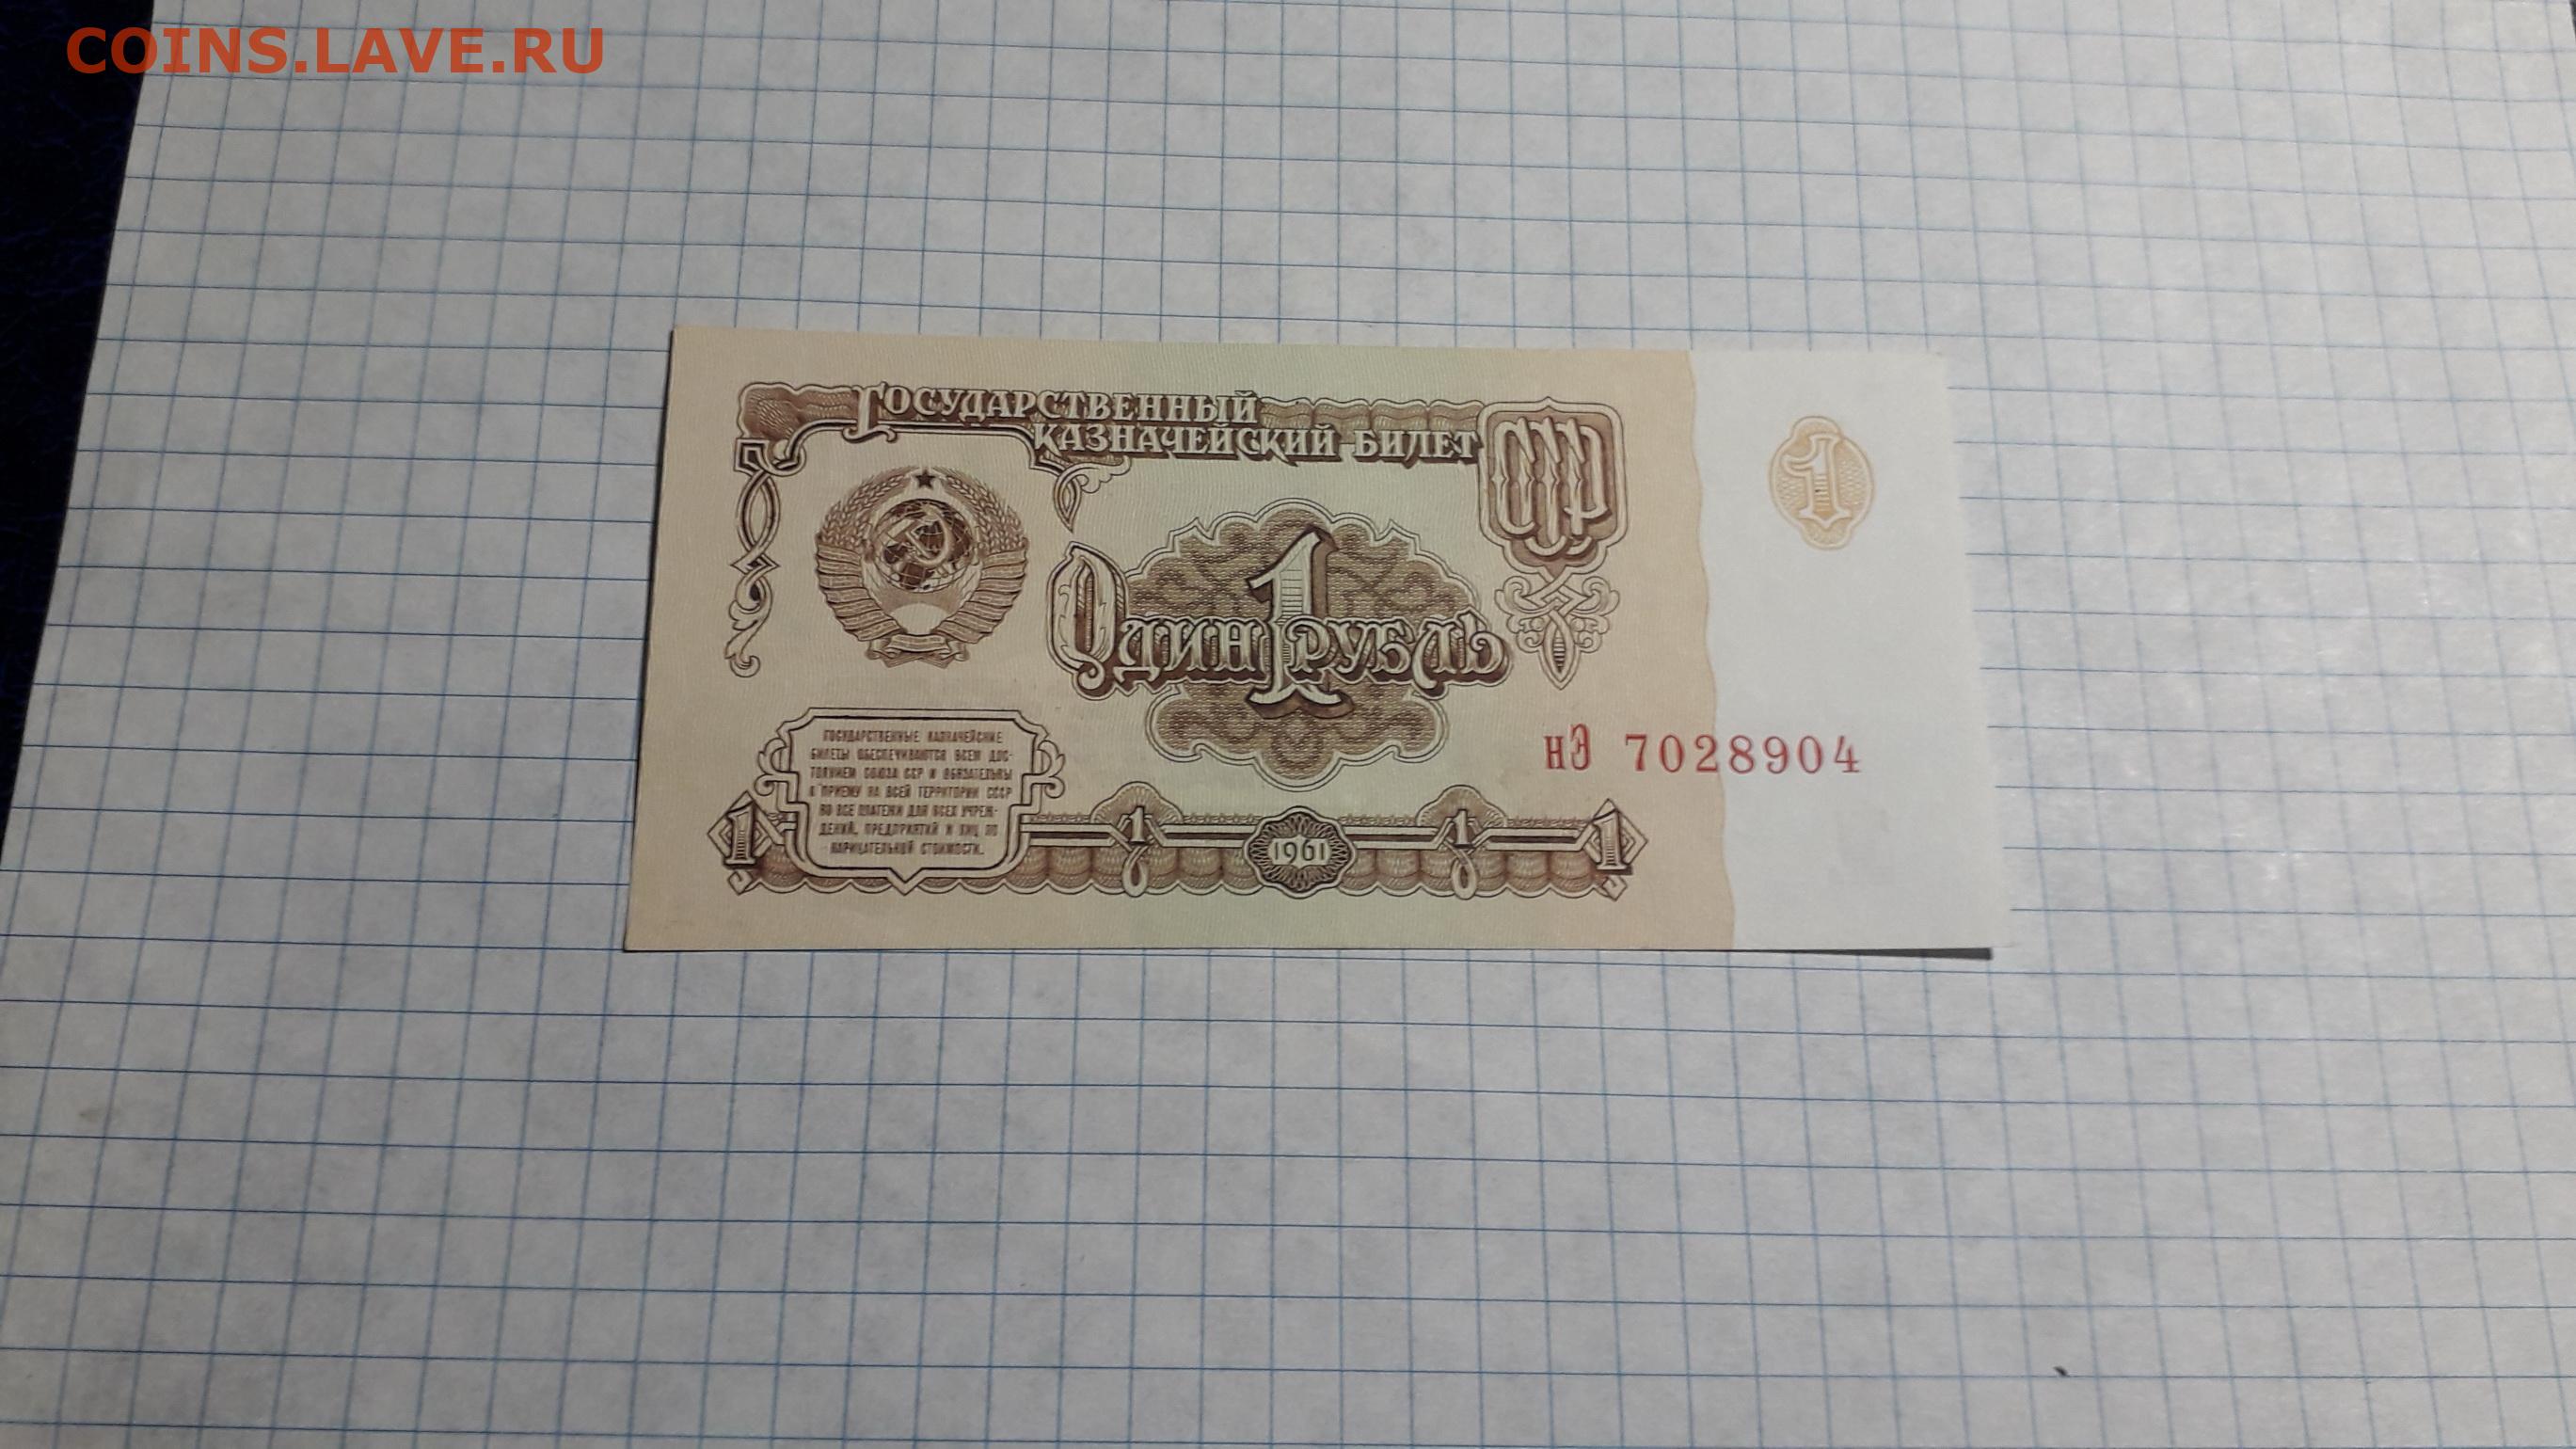 COINS.LAVE.RU
ГОСУДАРСТВЕННЫЙ
КАЗНАЧЕЙСКИЙ БИЛЕТ
СССР
1
1
ОДИН РУБЛЬ
нЭ 7028904
ГОСУДАРСТВЕННЫЕ КАЗНАЧЕЙСКИЕ
БИЛЕТЫ ОБЕСПЕЧИВАЮТСЯ ВСЕМ ДОС-
ТОЯНИЕМ СОЮЗА ССР И ОБЯЗАТЕЛЬНЫ
К ПРИЕМУ НА ВСЕЙ ТЕРРИТОРИИ СССР
ВО ВСЕ ПЛАТЕЖИ ДЛЯ ВСЕХ УЧРЕЖ-
ДЕНИЙ, ПРЕДПРИЯТИЙ И ЛИЦ ПО
НАРИЦАТЕЛЬНОЙ СТОИМОСТИ.
1 1 1961 1 1